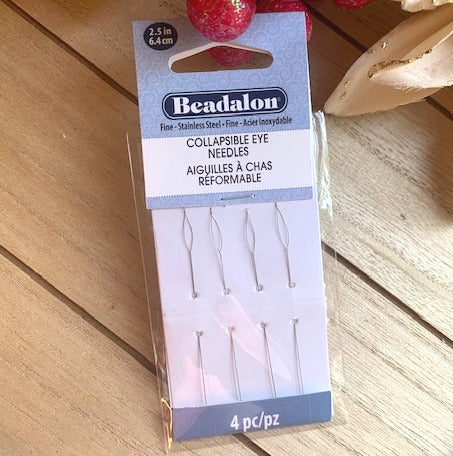 2.5 in
6.4 cm
Beadalon
Fine - Stainless Steel • Fine - Acier Inoxydable
COLLAPSIBLE EYE
NEEDLES
AIGUILLES À CHAS
RÉFORMABLE
4 pc/pz